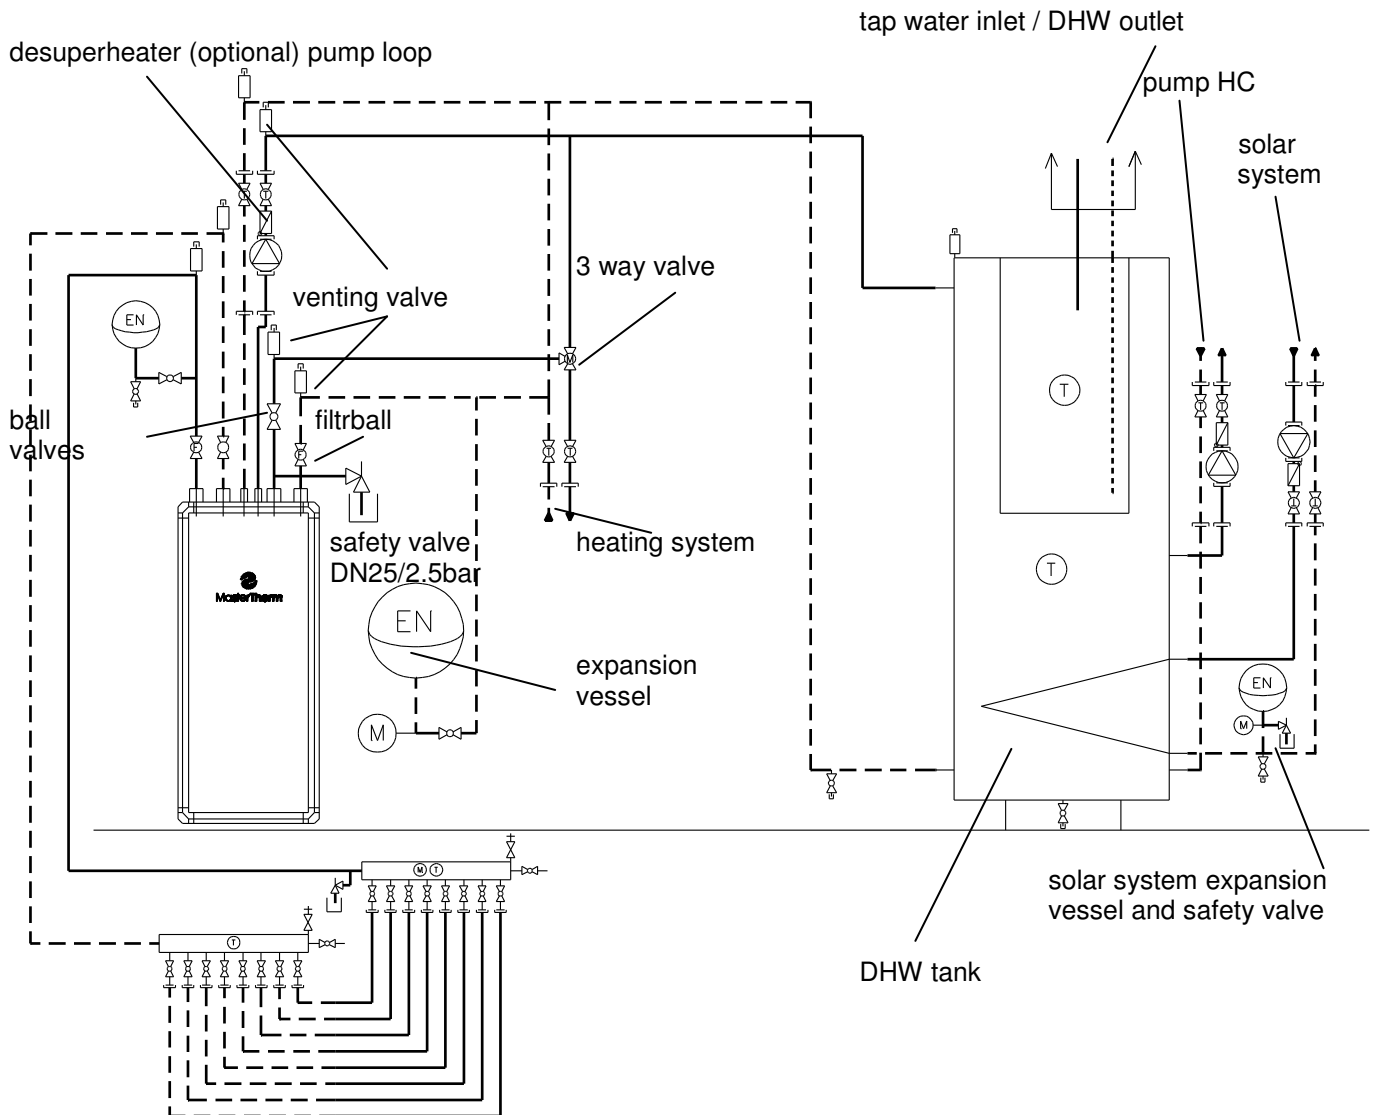 tap water inlet / DHW outlet
desuperheater (optional) pump loop
pump HC
solar
system
3 way valve
venting valve
EN
M
T
ball
valves
filtrball
F
F
T
T
T
T
T
T
safety valve
DN25/2.5bar
heating system
MasterTherm
T
EN
expansion
vessel
M
EN
M
M T
T
solar system expansion
vessel and safety valve
DHW tank